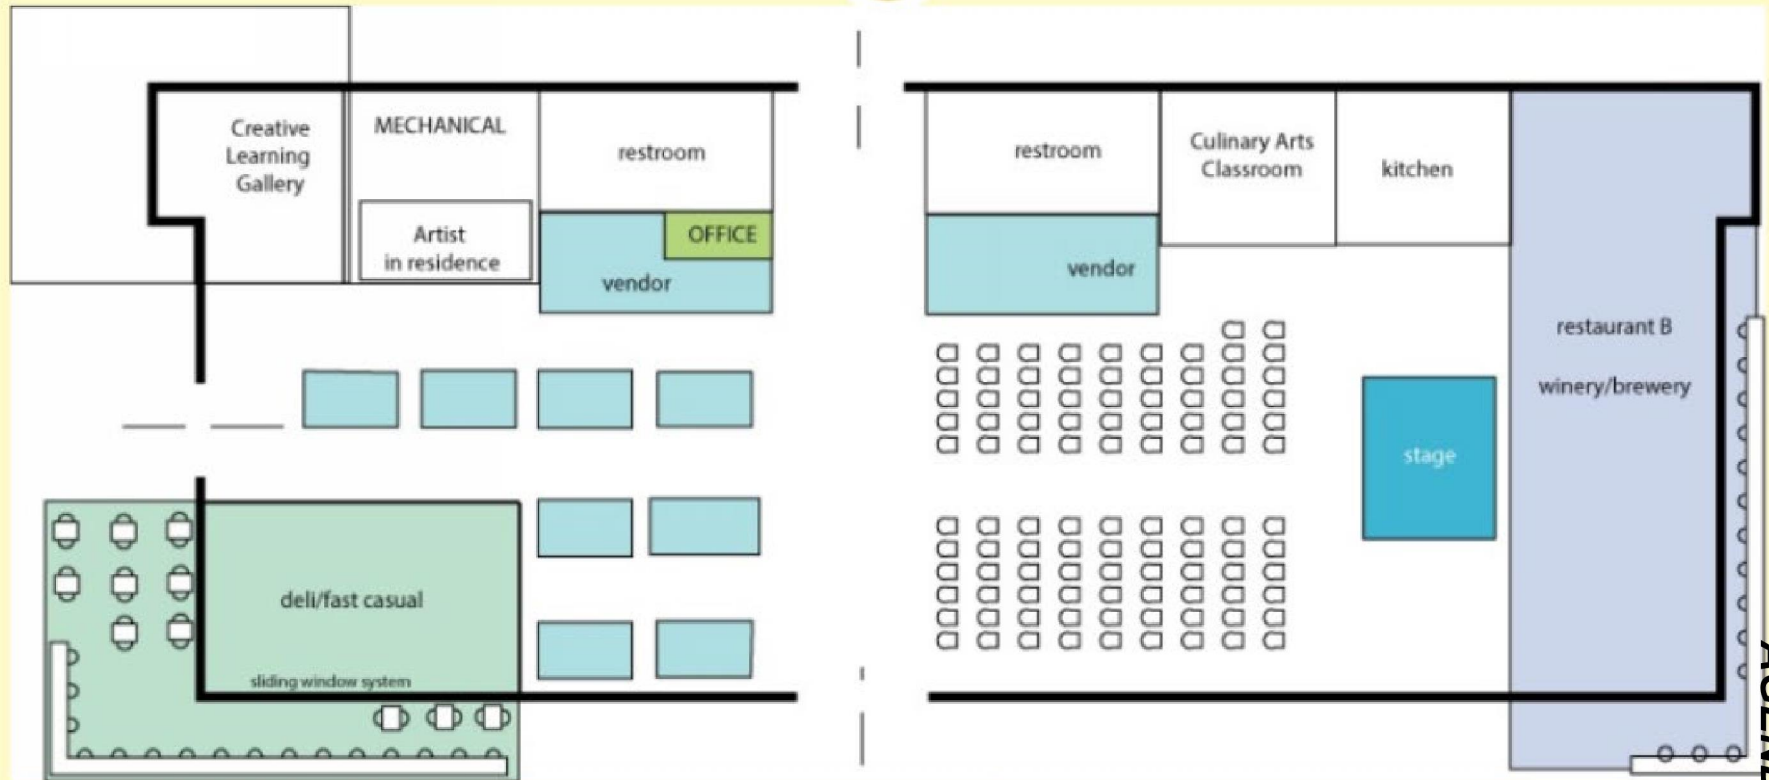 Creative
Learning
Gallery
MECHANICAL
restroom
Artist
in residence
OFFICE
vendor
restroom
Culinary Arts
Classroom
kitchen
vendor
restaurant B
winery/brewery
stage
deli/fast casual
sliding window system